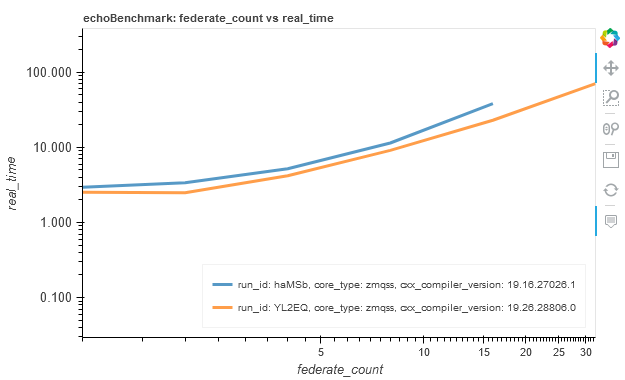 echoBenchmark: federate_count vs real_time
100.000
10.000
1.000
0.100
real_time
run_id: haMSb, core_type: zmqss, cxx_compiler_version: 19.16.27026.1
run_id: YL2EQ, core_type: zmqss, cxx_compiler_version: 19.26.28806.0
5 10 15 20 25 30
federate_count